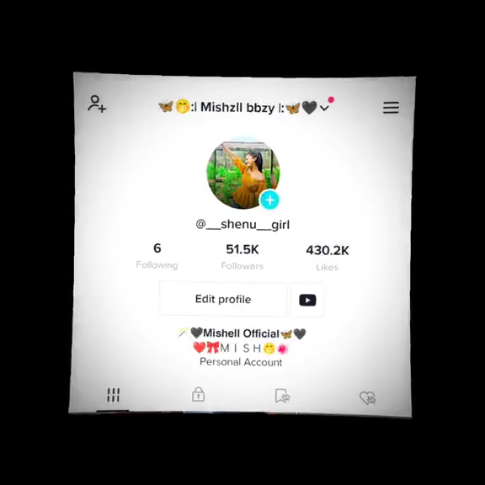 🦋🤭:| Mishzll bbzy |:🦋🖤
@__shenu__girl
6 51.5K 430.2K
Following Followers Likes
Edit profile
🪄🖤Mishell Official🦋🖤
❤️🎀M I S H🤭🌺
Personal Account